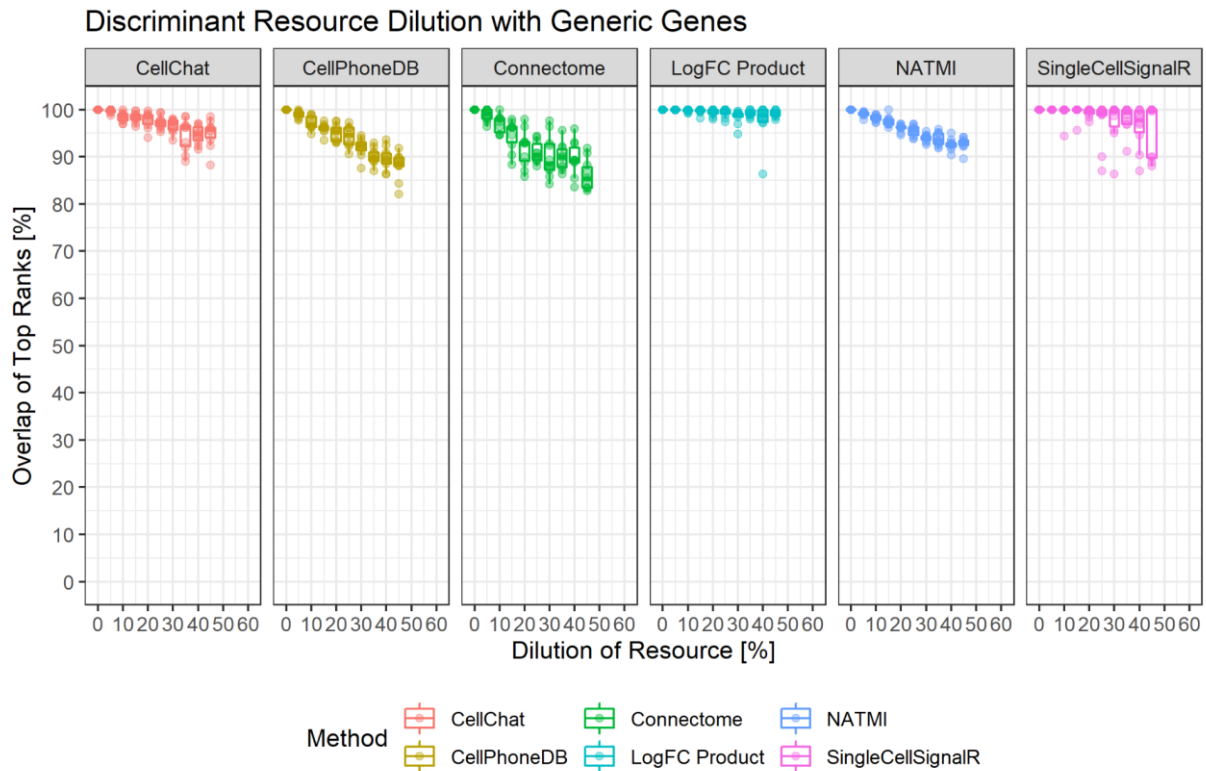 Discriminant Resource Dilution with Generic Genes
CellChat CellPhoneDB Connectome LogFC Product NATMI SingleCellSignalR
100
90
80
70
60
50
40
30
20
10
0
Overlap of Top Ranks [%]
0 10 20 30 40 50 60 0 10 20 30 40 50 60 0 10 20 30 40 50 60 0 10 20 30 40 50 60 0 10 20 30 40 50 60 0 10 20 30 40 50 60
Dilution of Resource [%]
Method
CellChat Connectome NATMI
CellPhoneDB LogFC Product SingleCellSignalR